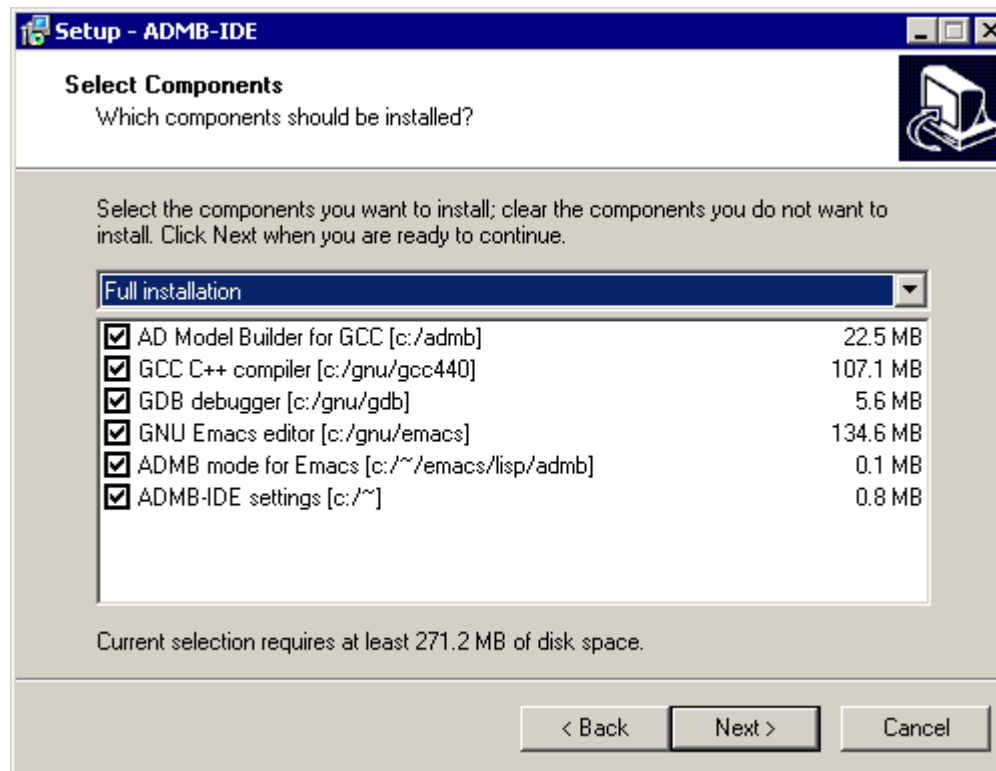 Setup - ADMB-IDE
Select Components
Which components should be installed?
Select the components you want to install; clear the components you do not want to
install. Click Next when you are ready to continue.
Full installation
AD Model Builder for GCC [c:/admb] 22.5 MB
GCC C++ compiler [c:/gnu/gcc440] 107.1 MB
GDB debugger [c:/gnu/gdb] 5.6 MB
GNU Emacs editor [c:/gnu/emacs] 134.6 MB
ADMB mode for Emacs [c:/~/emacs/lisp/admb] 0.1 MB
ADMB-IDE settings [c:/~] 0.8 MB
Current selection requires at least 271.2 MB of disk space.
< Back Next > Cancel